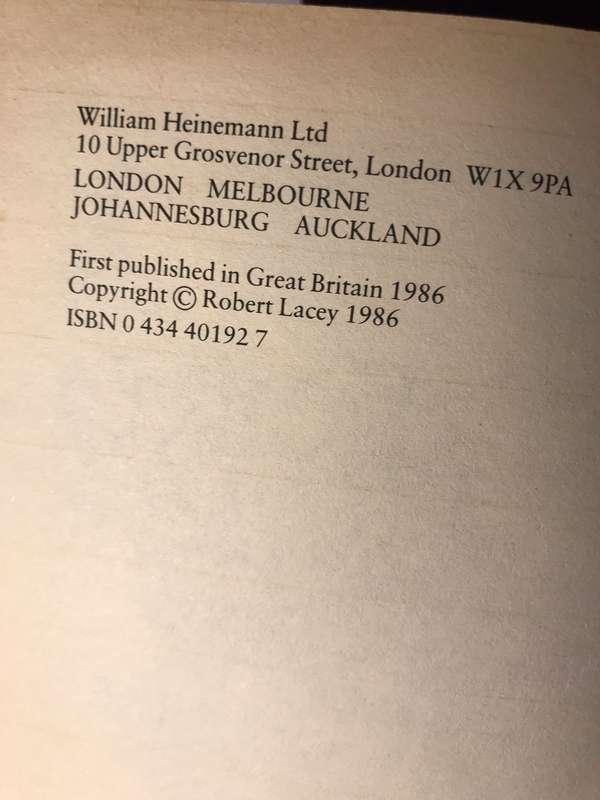 William Heinemann Ltd
10 Upper Grosvenor Street, London W1X 9PA
LONDON MELBOURNE
JOHANNESBURG AUCKLAND
First published in Great Britain 1986
Copyright © Robert Lacey 1986
ISBN 0 434 40192 7